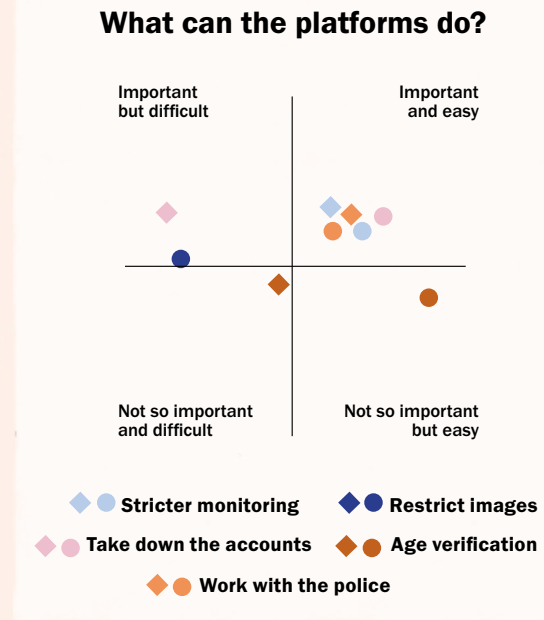 What can the platforms do?
Important
but difficult
Important
and easy
Not so important
and difficult
Not so important
but easy
Stricter monitoring
Restrict images
Take down the accounts
Age verification
Work with the police